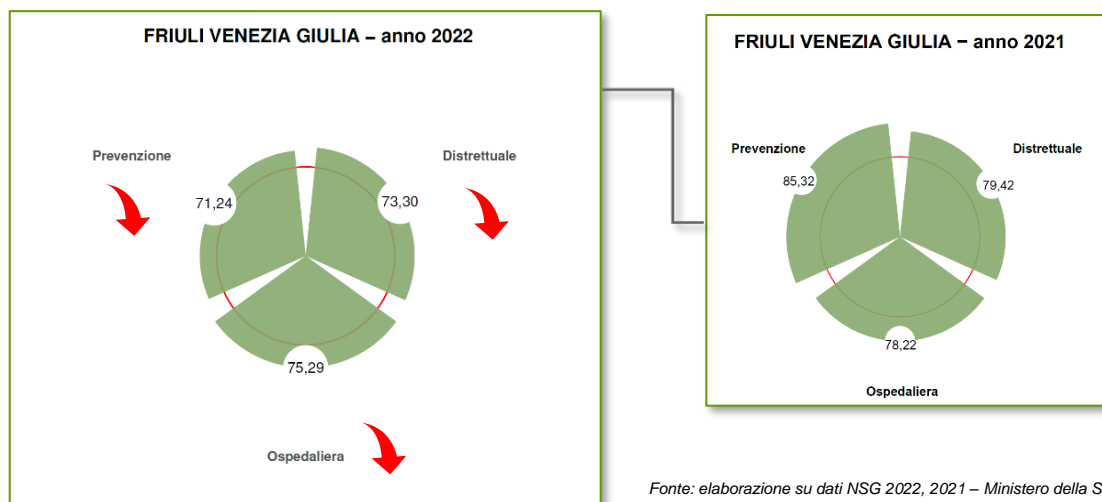 FRIULI VENEZIA GIULIA – anno 2022
Prevenzione
Distrettuale
71,24
73,30
75,29
Ospedaliera
FRIULI VENEZIA GIULIA – anno 2021
Prevenzione
Distrettuale
85,32
79,42
78,22
Ospedaliera
Fonte: elaborazione su dati NSG 2022, 2021 – Ministero della S